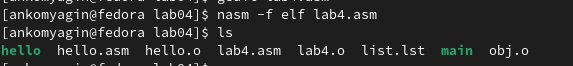 [ankomyagin@fedora lab04]$ nasm -f elf lab4.asm
[ankomyagin@fedora lab04]$ ls
hello hello.asm hello.o lab4.asm lab4.o list.lst main obj.o